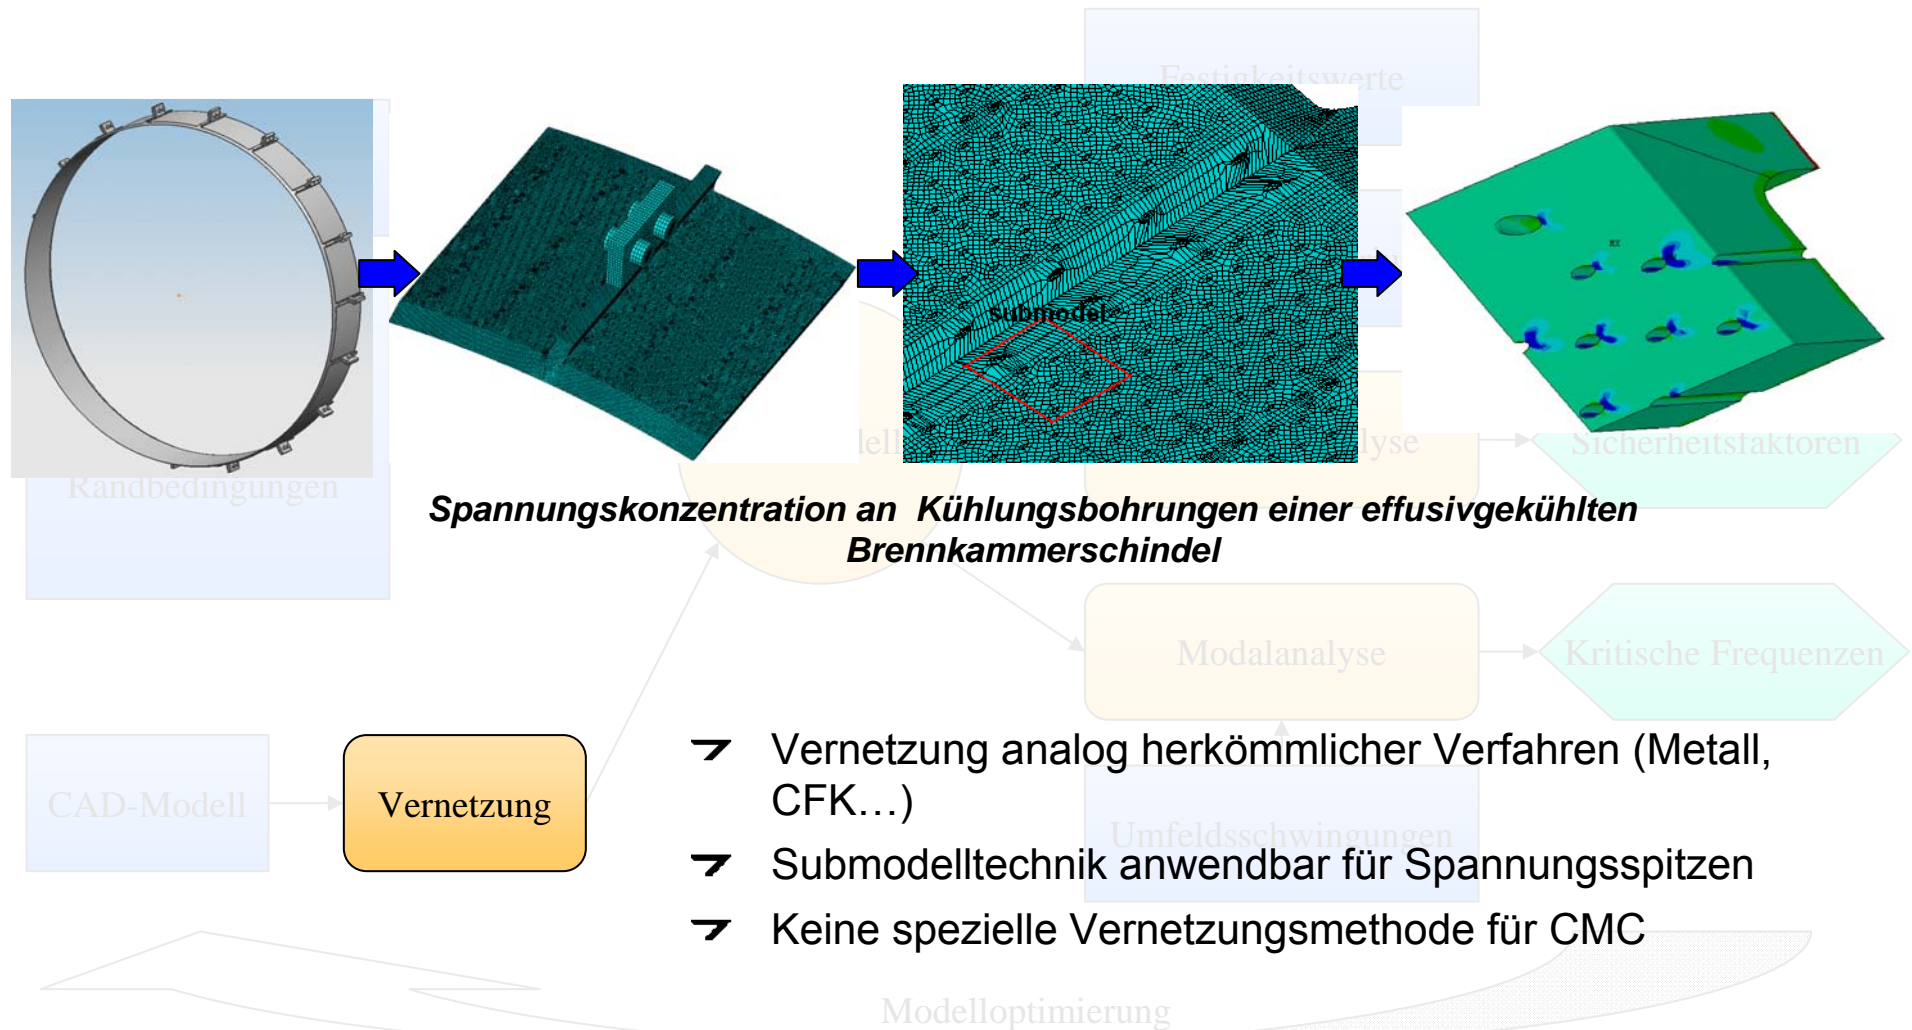 Festigkeitswerte
submodel
MX
Randbedingungen
Sicherheitsfaktoren
Spannungskonzentration an Kühlungsbohrungen einer effusivgekühlten
Brennkammerschindel
Modalanalyse
Kritische Frequenzen
CAD-Modell
Vernetzung
Vernetzung analog herkömmlicher Verfahren (Metall,
CFK…)
Umfeldsschwingungen
Submodelltechnik anwendbar für Spannungsspitzen
Keine spezielle Vernetzungsmethode für CMC
Modelloptimierung